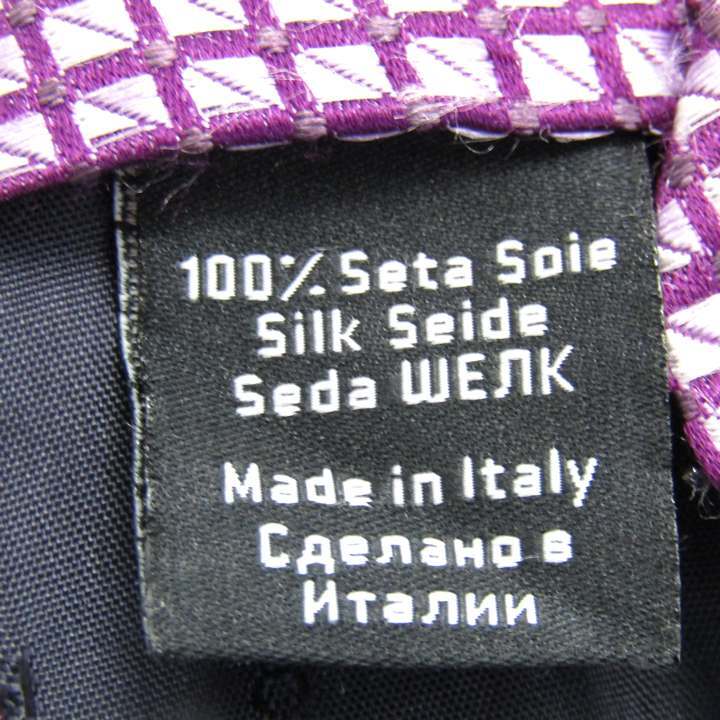 100% Seta Soie
Silk Seide
Seda ШЕЛК
Made in Italy
Сделано в
Италии